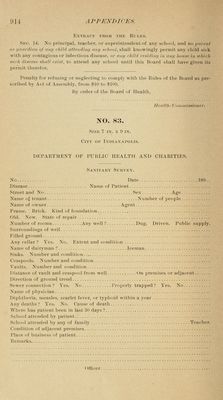 914 APPENDICES.
EXTRACT FROM THE RULES.
SEC. 14. No principal, teacher, or superintendent of any school, and no parent
or guardian of any child attending any school, shall knowingly permit any child sick
with any contagious or infectious disease, or any child residing in any house in which
such disease shall exist, to attend any school until this Board shall have given its
permit therefor.
Penalty for refusing or neglecting to comply with the Rules of the Board as pre-
scribed by Act of Assembly, from $10 to $100.
By order of the Board of Health,
Health-Commissioner.
NO. 83.
SIZE 7 IN. x 9 IN.
CITY OF INDIANAPOLIS.
DEPARTMENT OF PUBLIC HEALTH AND CHARITIES.
SANITARY SURVEY.
No. Date 189
Disease Name of Patient
Street and No. Sex Age
Name of tenant Number of people
Name of owner Agent
Frame. Brick. Kind of foundation
Old. New. State of repair
Number of rooms Any well? Dug. Driven. Public supply.
Surroundings of well
Filled ground
Any cellar? Yes. No. Extent and condition
Name of dairyman? Iceman
Sinks. Number and condition
Cesspools. Number and condition
Vaults. Number and condition
Distance of vault and cesspool from well On premises or adjacent
Direction of ground trend
Sewer connection? Yes. No. Properly trapped? Yes. No.
Name of physician
Diphtheria, measles, scarlet fever, or typhoid within a year
Any deaths? Yes. No. Cause of death
Where has patient been in last 30 days?
School attended by patient
School attended by any of family Teacher
Condition of adjacent premises
Place of business of patient
Remarks
Officer